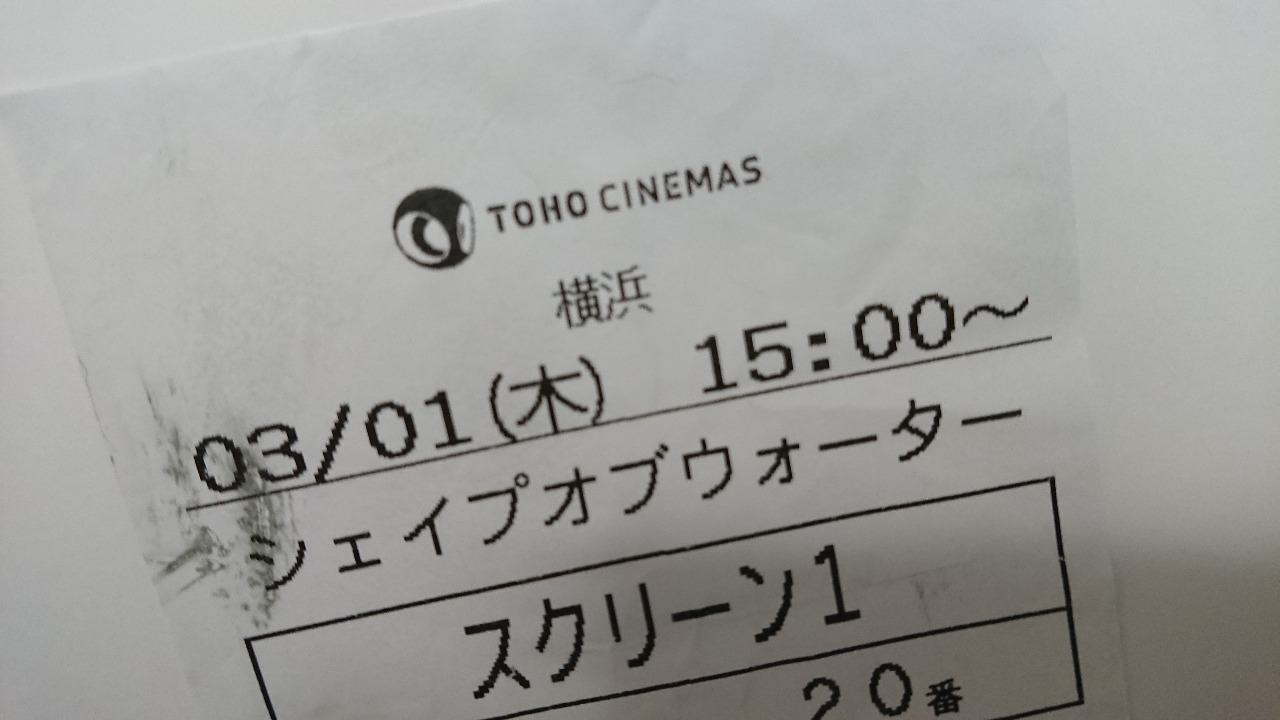 TOHO CINEMAS
横浜
03/01(木) 15:00～
シェイプオブウォーター
スクリーン1
20番